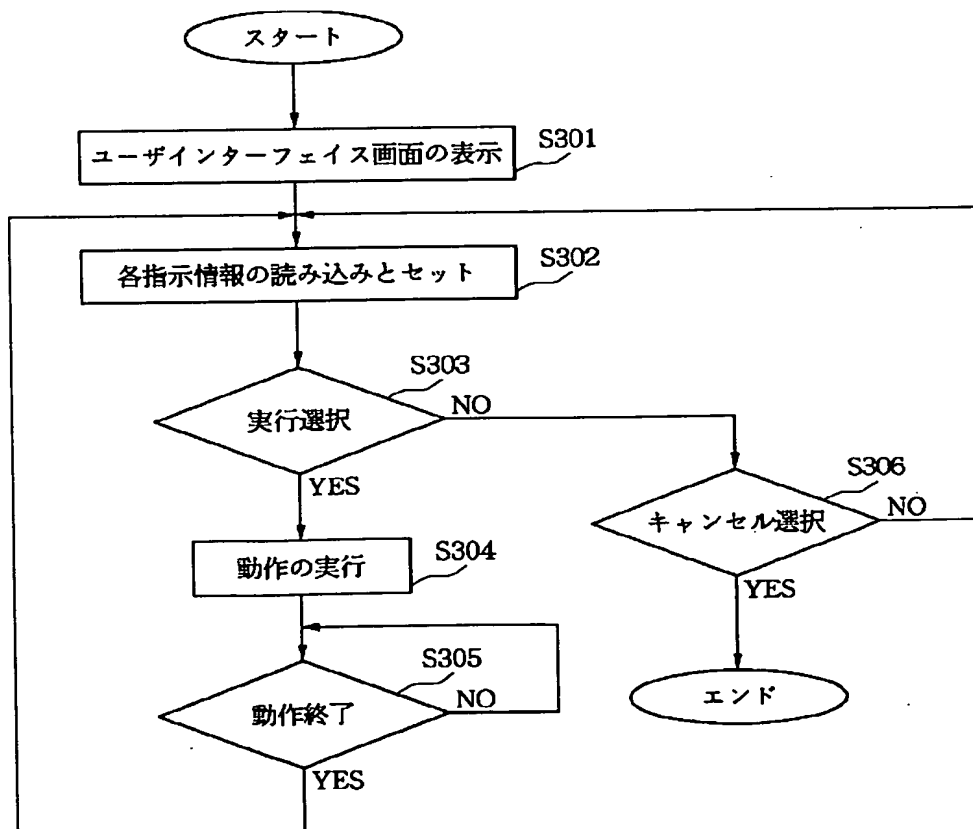 スタート
ユーザインターフェイス画面の表示
S301
各指示情報の読み込みとセット
S302
実行選択
S303
NO
YES
キャンセル選択
S306
NO
YES
動作の実行
S304
動作終了
S305
NO
YES
エンド